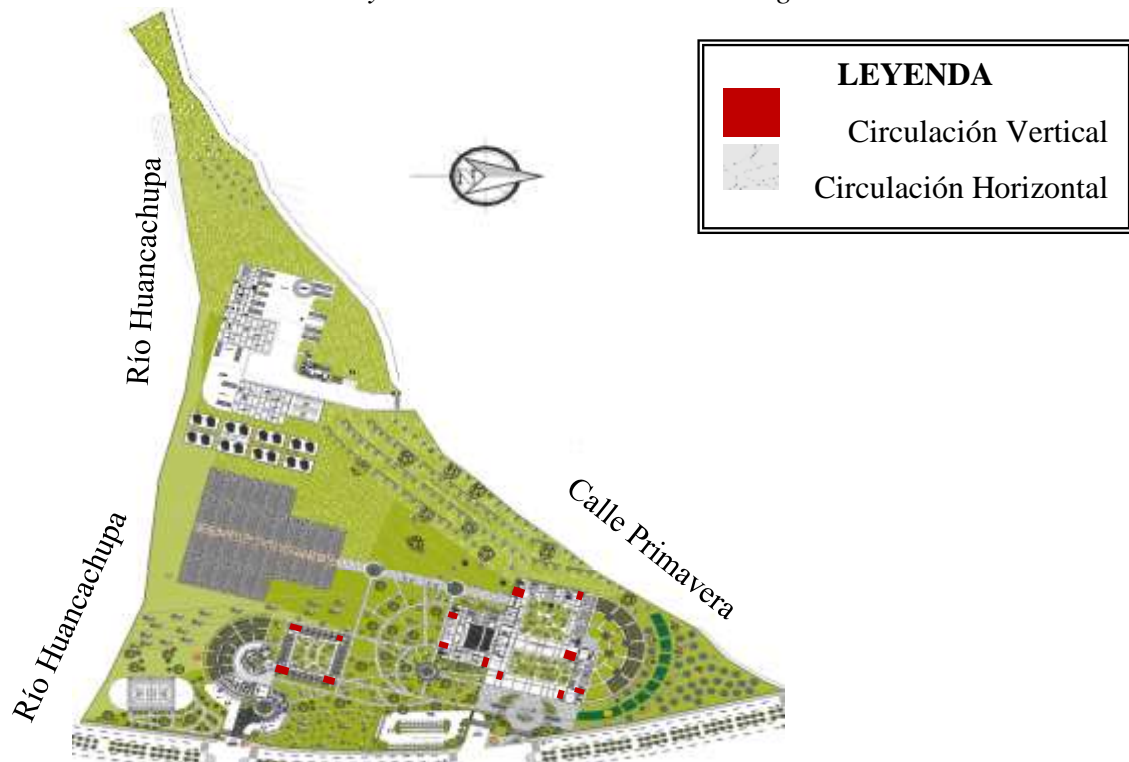 LEYENDA
Circulación Vertical
Circulación Horizontal
Río Huancachupa
Calle Primavera
Río Huancachupa